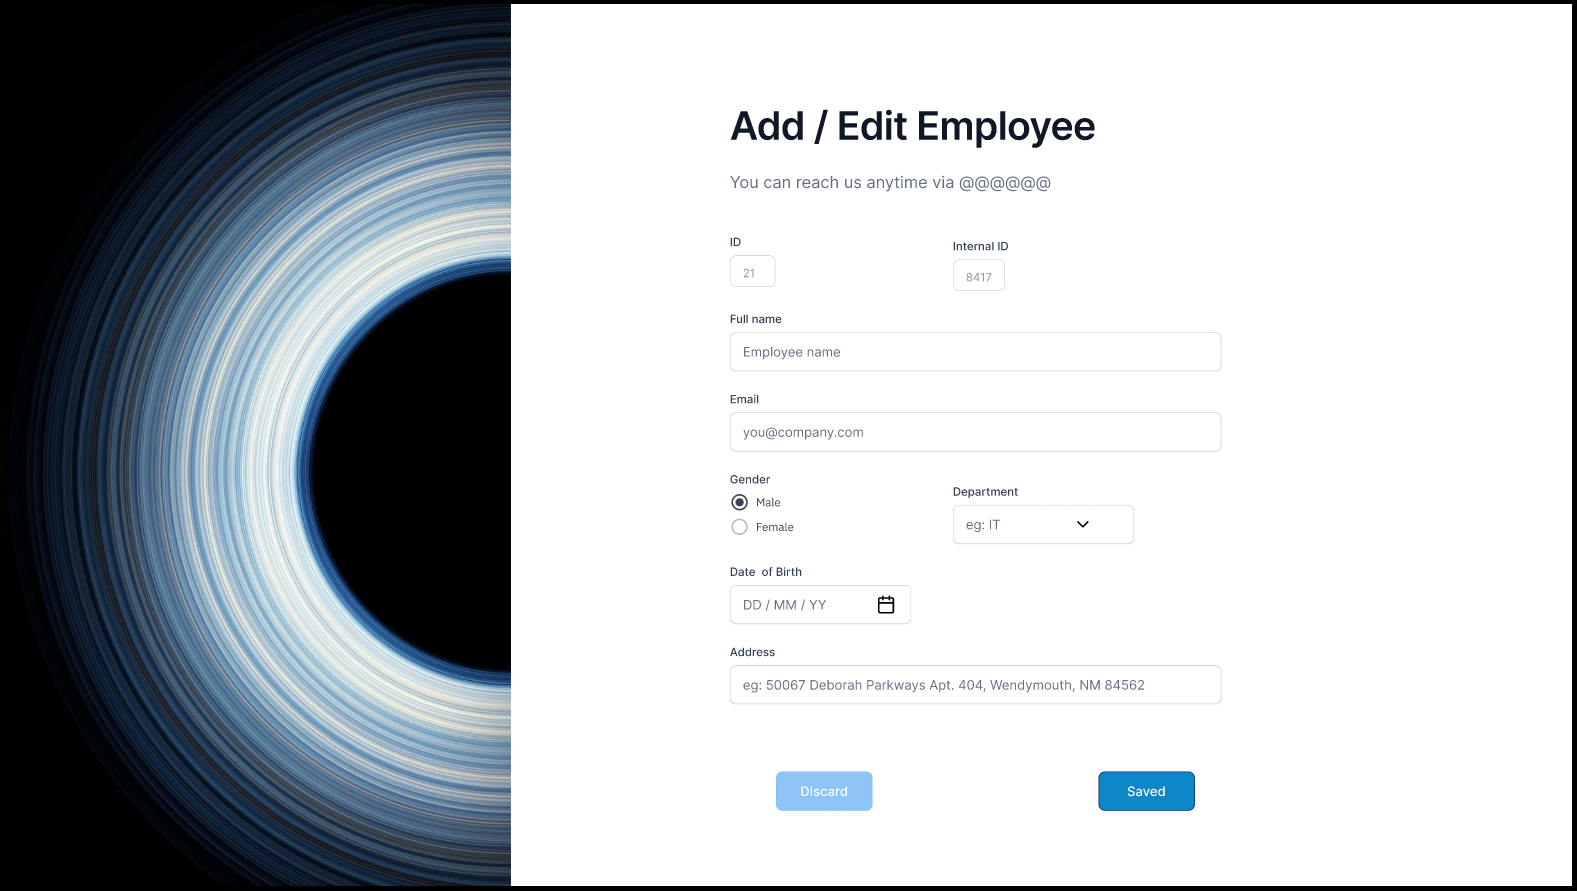 Add / Edit Employee
You can reach us anytime via @@@@@@
ID
Internal ID
21
8417
Full name
Employee name
Email
you@company.com
Gender
Male
Female
Department
eg: IT
Date  of Birth
DD / MM / YY
Address
eg: 50067 Deborah Parkways Apt. 404, Wendymouth, NM 84562
DIscard
Saved